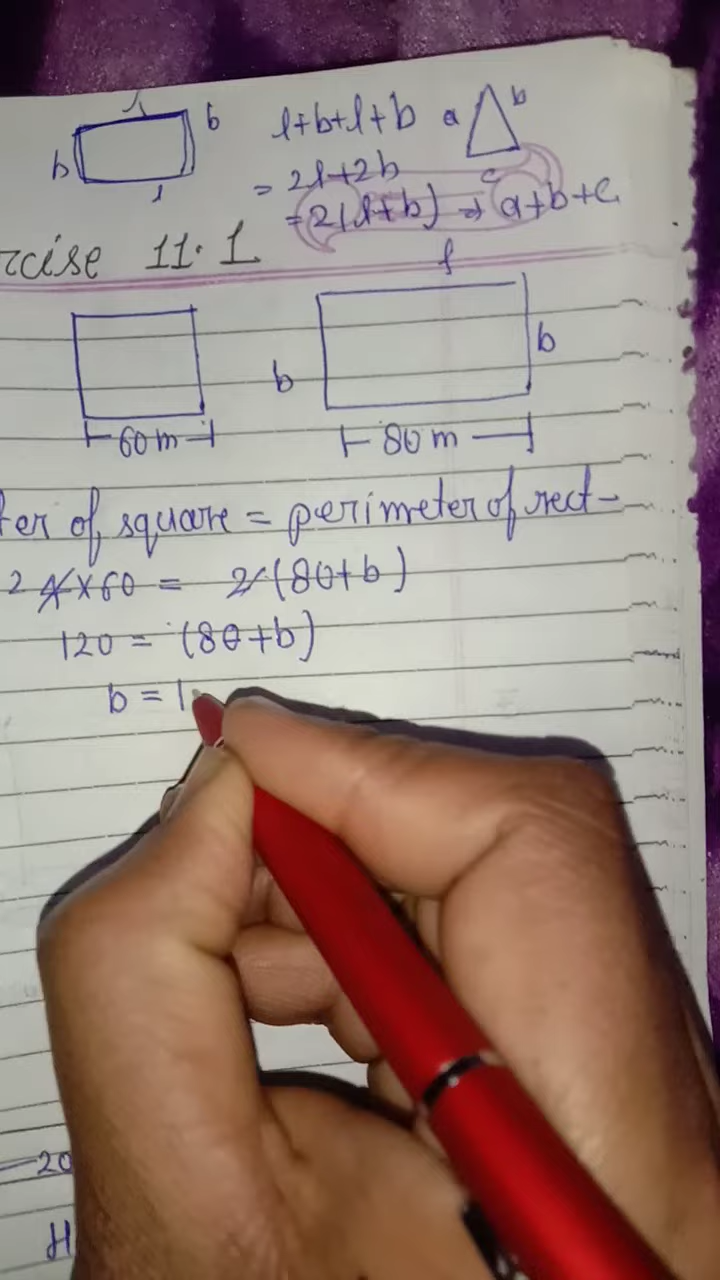 l
b l+b+l+b a b
b
l = 2l+2b c
= 2(l+b) ⇒ a+b+c
rcise 11.1
l
b
b
60m 80m
ter of square = perimeter of rect-
2 4×60 = 2(80+b)
120 = (80+b)
b = 1
20
H